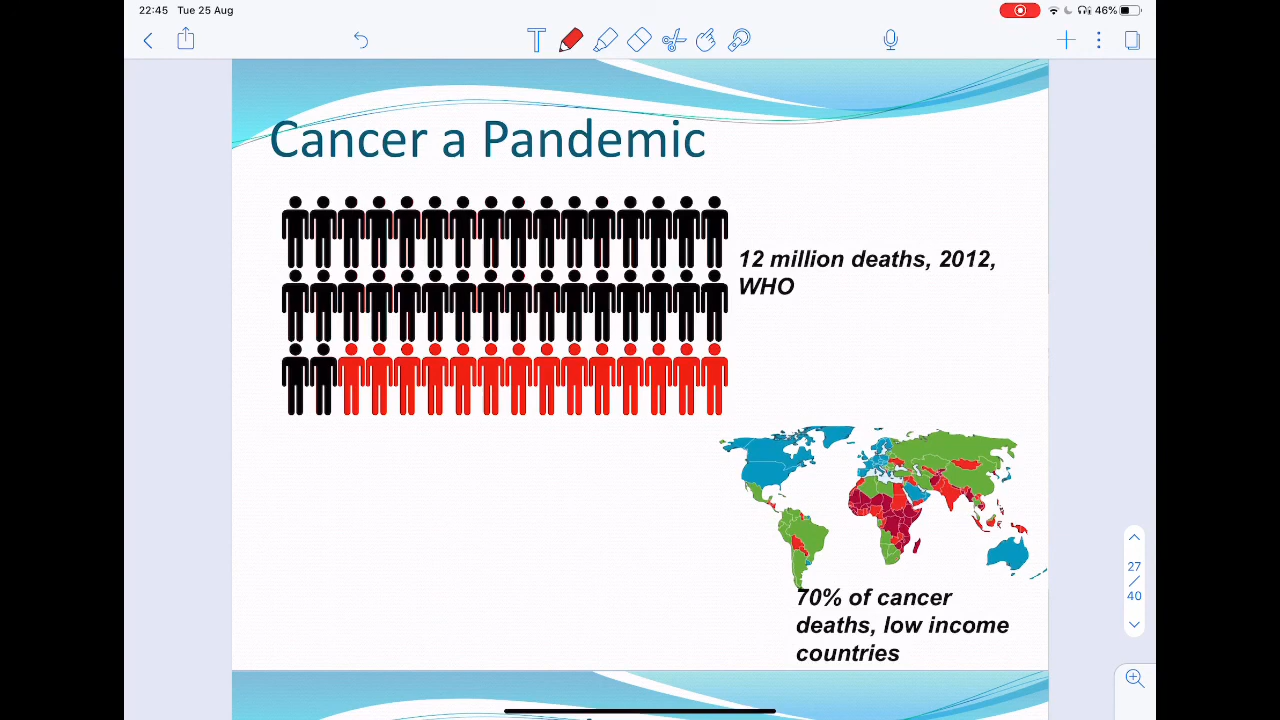 22:45 Tue 25 Aug
46%
T
Cancer a Pandemic
12 million deaths, 2012,
WHO
70% of cancer
deaths, low income
countries
27
/
40